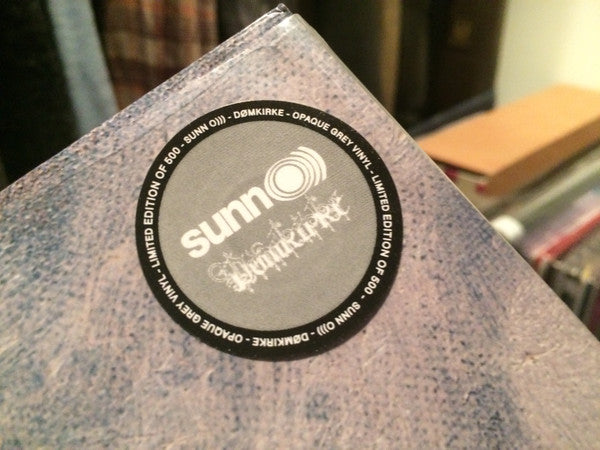 SUNN O))) - DØMKIRKE - OPAQUE GREY VINYL - LIMITED EDITION OF 500 - SUNN O))) - DØMKIRKE - OPAQUE GREY VINYL - LIMITED EDITION OF 500 -
sunn O)))
Dømkirke